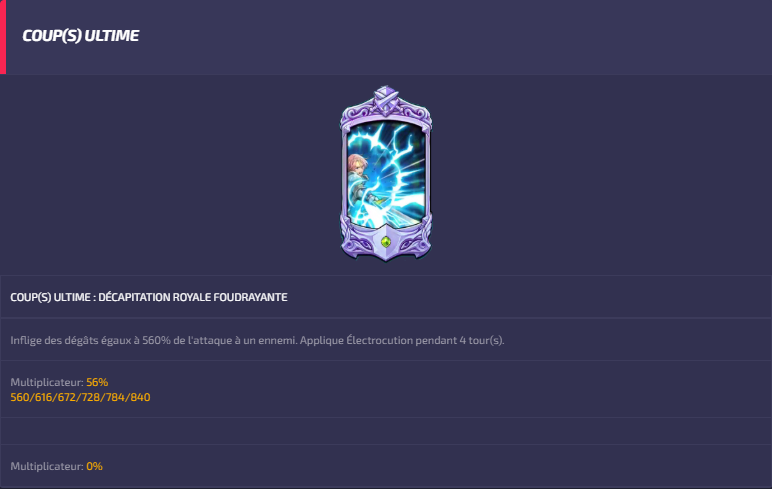 COUP(S) ULTIME
COUP(S) ULTIME : DÉCAPITATION ROYALE FOUDRAYANTE
Inflige des dégâts égaux à 560% de l'attaque à un ennemi. Applique Électrocution pendant 4 tour(s).
Multiplicateur: 56%
560/616/672/728/784/840
Multiplicateur: 0%